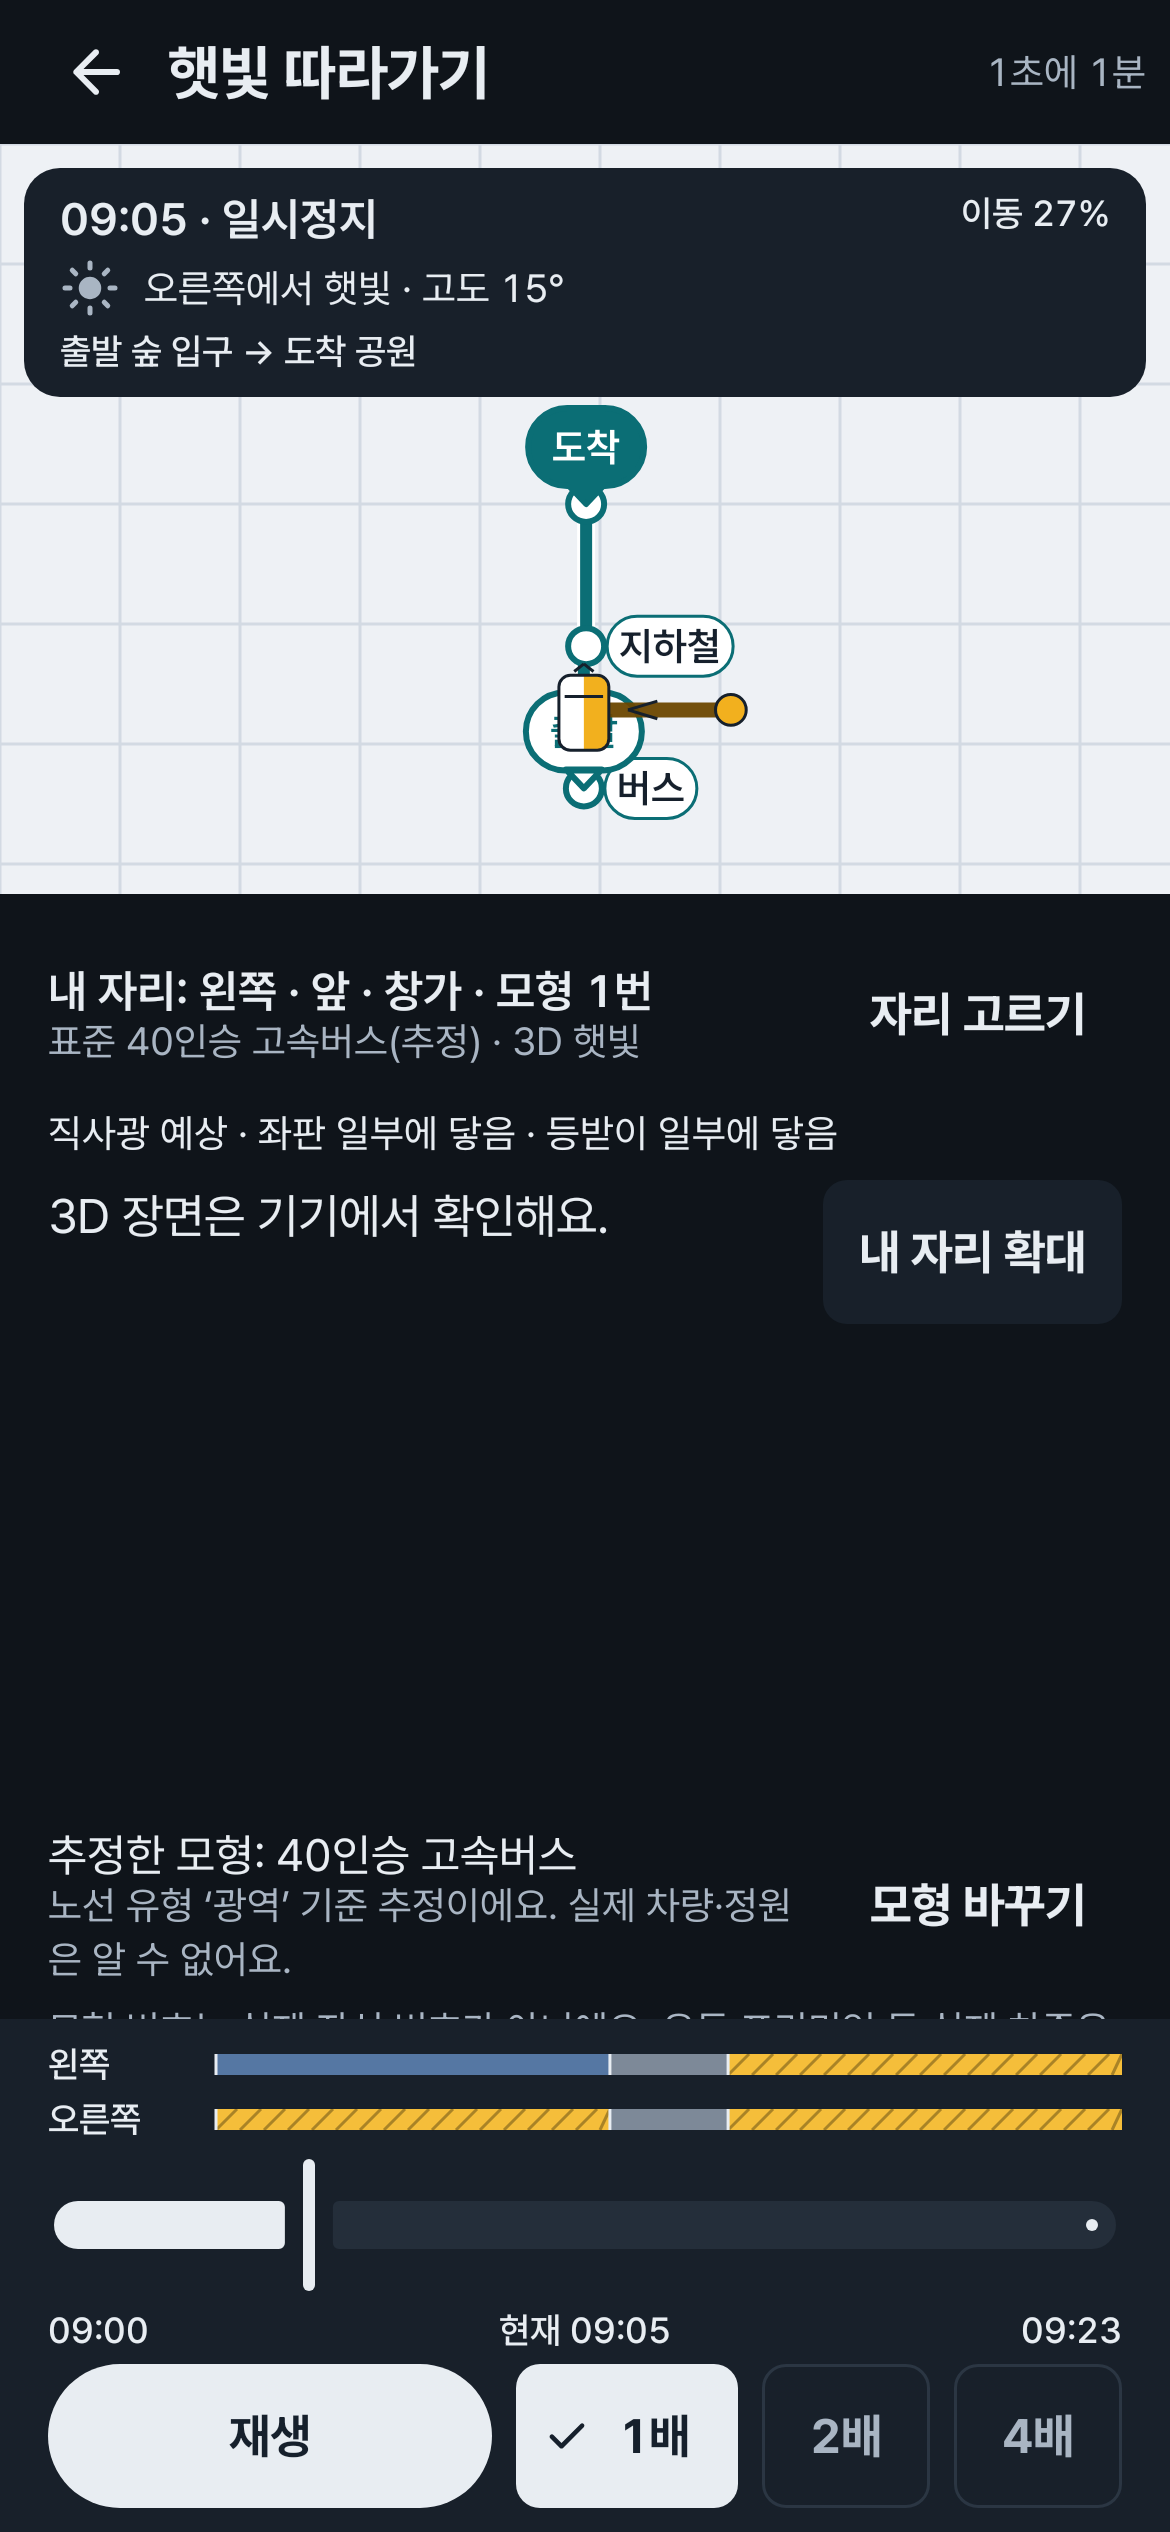 햇빛 따라가기
1초에 1분
09:05 · 일시정지
이동 27%
오른쪽에서 햇빛 · 고도 15°
출발 숲 입구 → 도착 공원
도착
지하철
버스
내 자리: 왼쪽 · 앞 · 창가 · 모형 1번
표준 40인승 고속버스(추정) · 3D 햇빛
자리 고르기
직사광 예상 · 좌판 일부에 닿음 · 등받이 일부에 닿음
3D 장면은 기기에서 확인해요.
내 자리 확대
추정한 모형: 40인승 고속버스
노선 유형 ‘광역’ 기준 추정이에요. 실제 차량·정원
은 알 수 없어요.
모형 바꾸기
왼쪽
오른쪽
09:00
현재 09:05
09:23
재생
1배
2배
4배